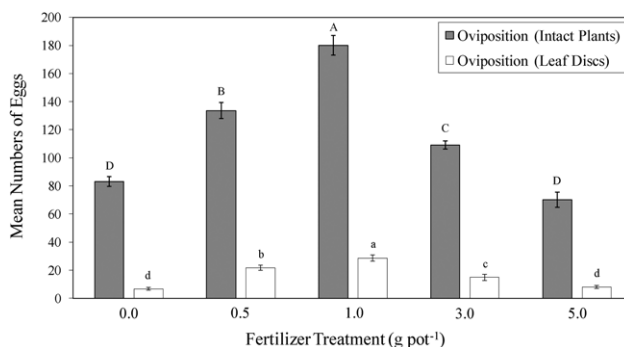 200
180
160
140
120
100
80
60
40
20
0
Mean Numbers of Eggs
Oviposition (Intact Plants)
Oviposition (Leaf Discs)
D
d
B
b
A
a
C
c
D
d
0.0 0.5 1.0 3.0 5.0
Fertilizer Treatment (g pot⁻¹)